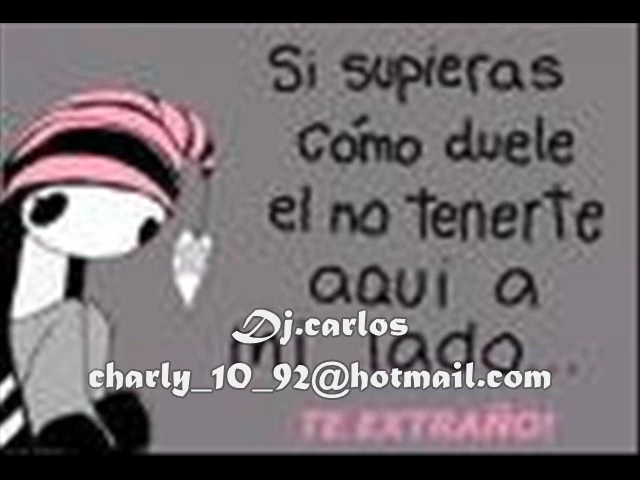 Si supieras
cómo duele
el no tenerte
aqui a
Dj.carlos
mi lado...
charly_10_92@hotmail.com
TE EXTRAÑO!